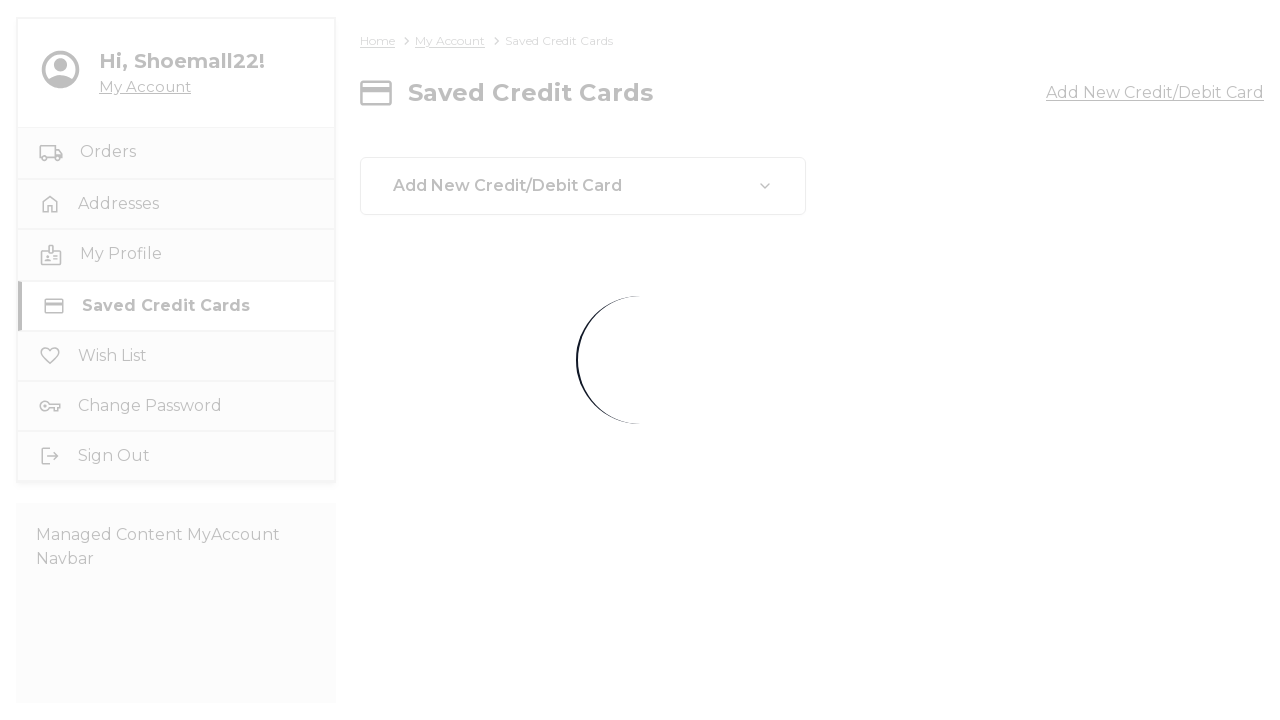 Hi, Shoemall22!
My Account
Orders
Addresses
My Profile
Saved Credit Cards
Wish List
Change Password
Sign Out
Managed Content MyAccount
Navbar
Home > My Account > Saved Credit Cards
Saved Credit Cards
Add New Credit/Debit Card
Add New Credit/Debit Card